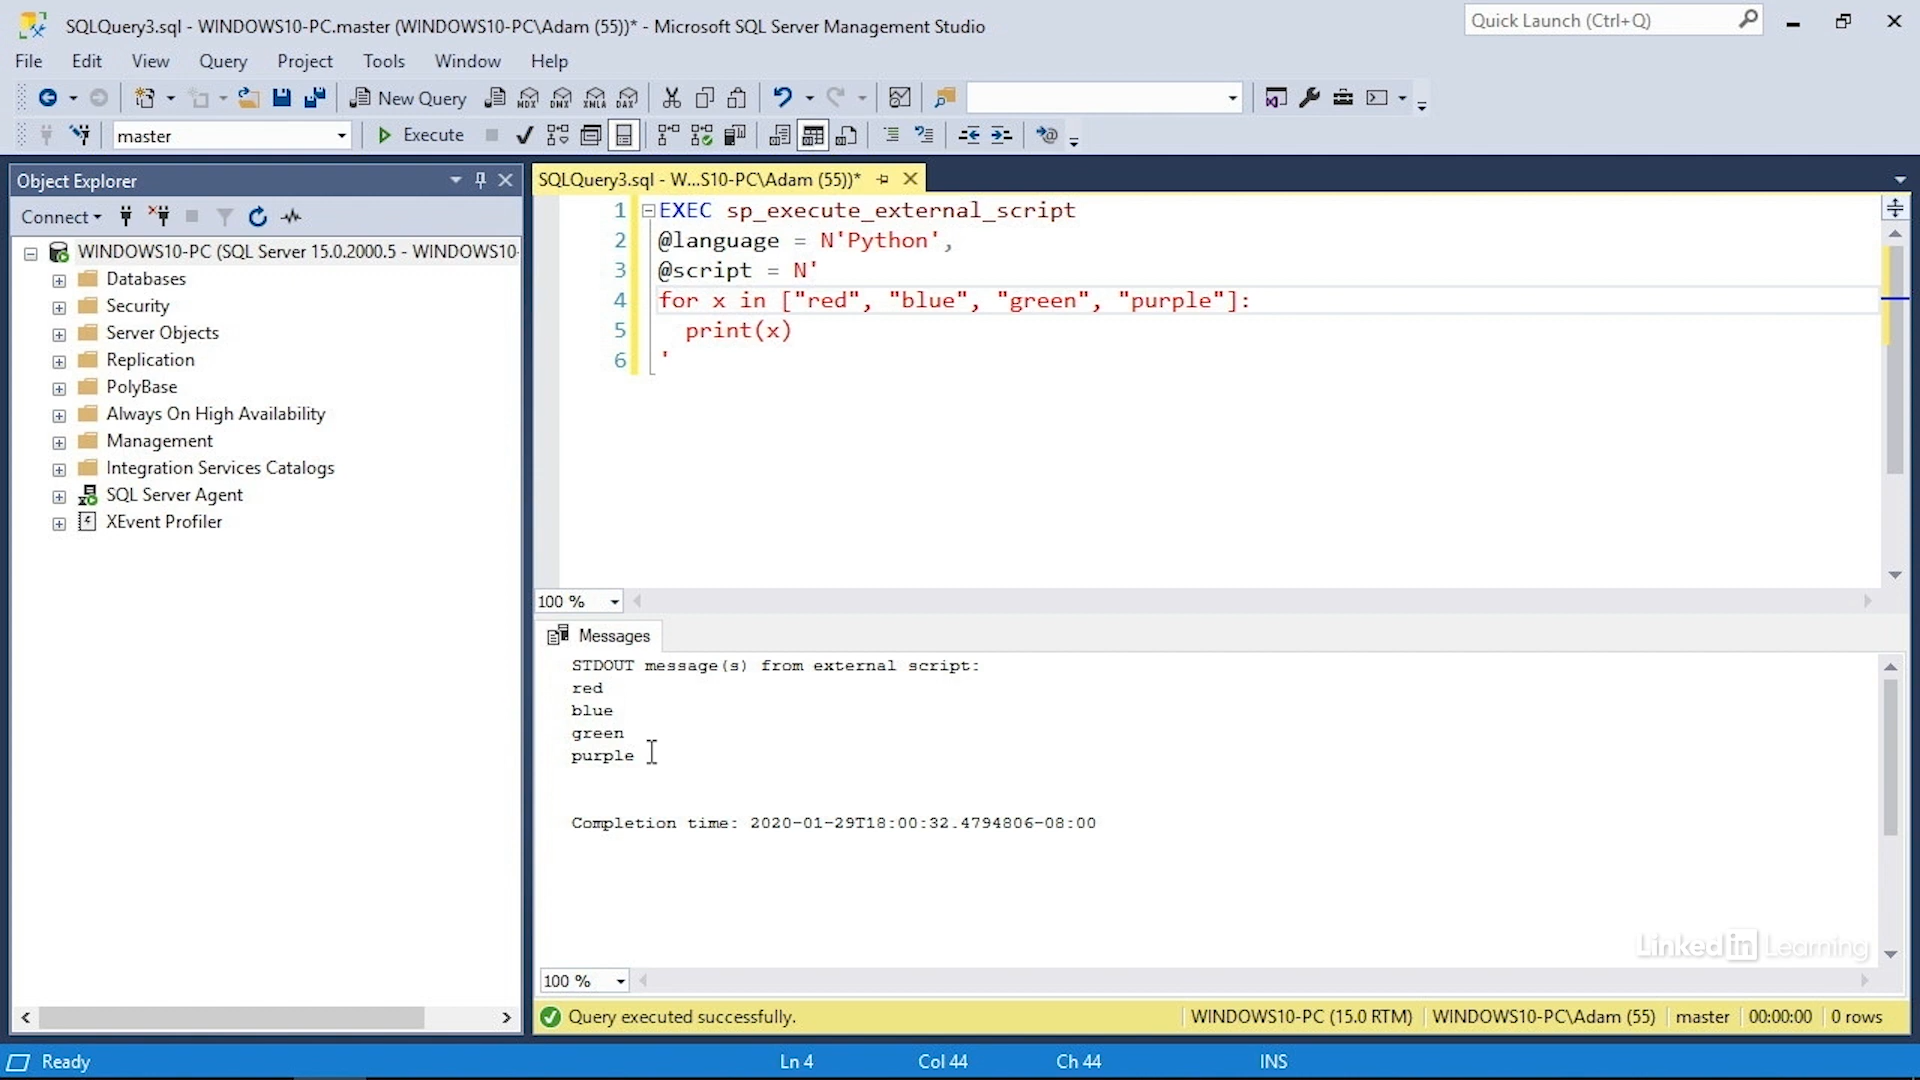 SQLQuery3.sql - WINDOWS10-PC.master (WINDOWS10-PC\Adam (55))* - Microsoft SQL Server Management Studio
Quick Launch (Ctrl+Q)
File Edit View Query Project Tools Window Help
New Query MDX DMX XMLA DAX
master Execute
Object Explorer
Connect
WINDOWS10-PC (SQL Server 15.0.2000.5 - WINDOWS10-
Databases
Security
Server Objects
Replication
PolyBase
Always On High Availability
Management
Integration Services Catalogs
SQL Server Agent
XEvent Profiler
SQLQuery3.sql - W...S10-PC\Adam (55))*
1 EXEC sp_execute_external_script
2 @language = N'Python',
3 @script = N'
4 for x in ["red", "blue", "green", "purple"]:
5   print(x)
6 '
100 %
Messages
STDOUT message(s) from external script:
red
blue
green
purple
Completion time: 2020-01-29T18:00:32.4794806-08:00
LinkedIn Learning
100 %
Query executed successfully. WINDOWS10-PC (15.0 RTM) WINDOWS10-PC\Adam (55) master 00:00:00 0 rows
Ready Ln 4 Col 44 Ch 44 INS